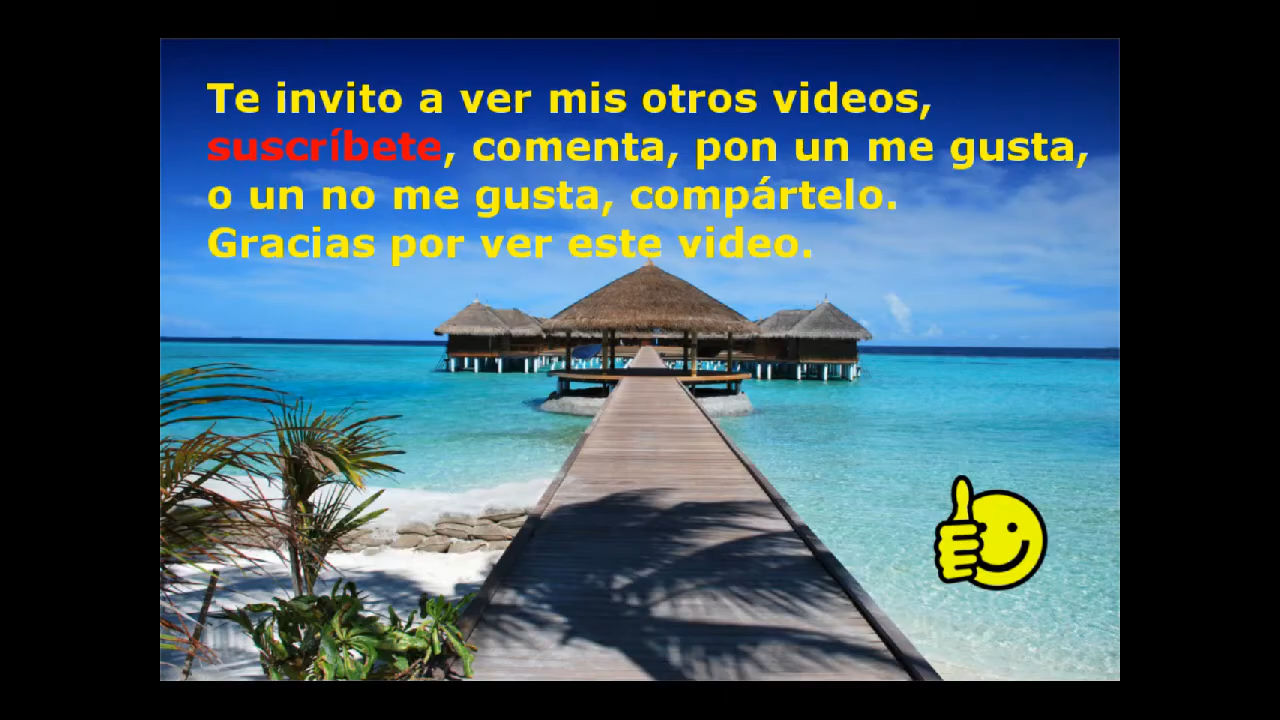 Te invito a ver mis otros videos,
suscríbete, comenta, pon un me gusta,
o un no me gusta, compártelo.
Gracias por ver este video.